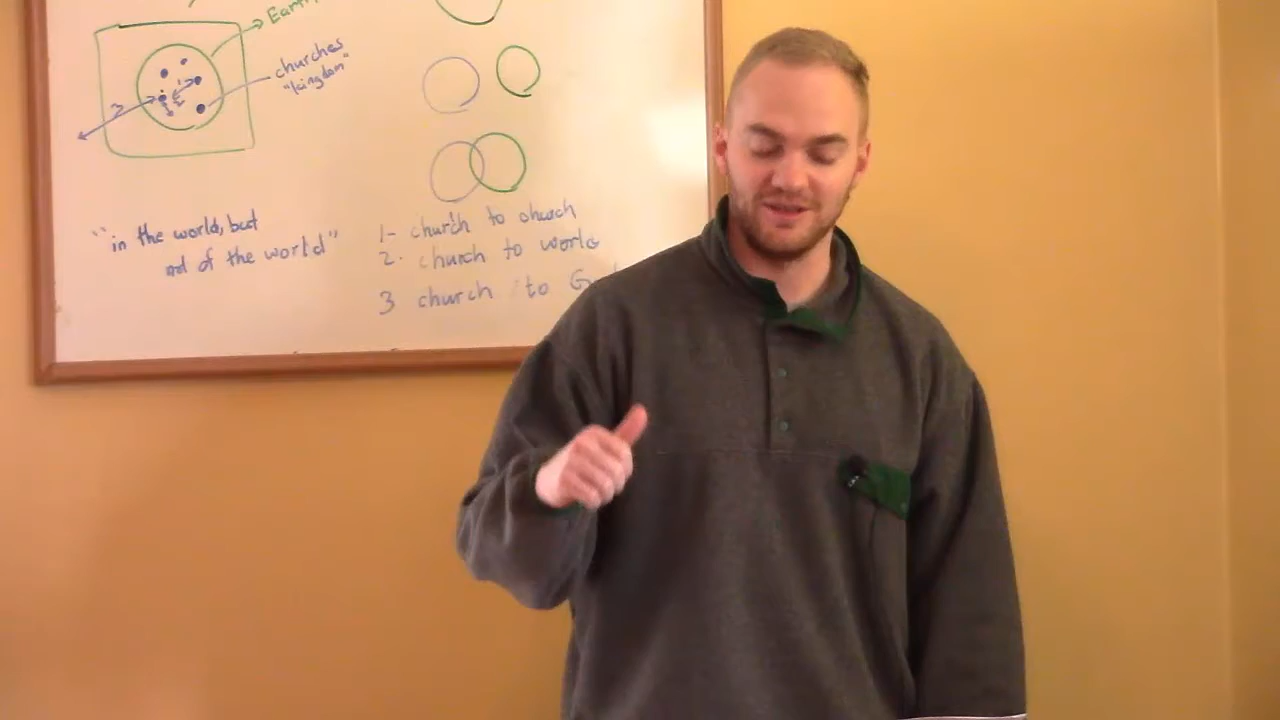 Earth
churches
"kingdom"
3
"in the world, but
not of the world"
1- church to church
2. church to world
3 church to G